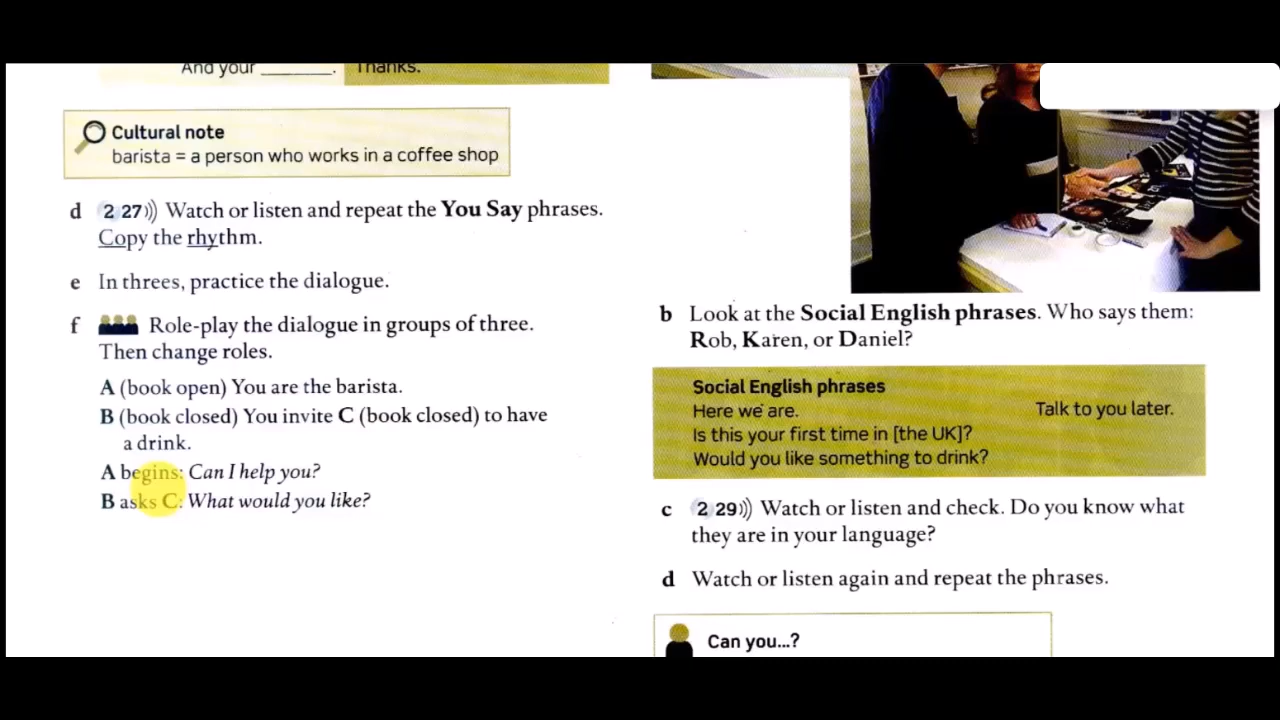 And your ________. Thanks.
Cultural note
barista = a person who works in a coffee shop
d 2 27)) Watch or listen and repeat the You Say phrases.
Copy the rhythm.
e In threes, practice the dialogue.
f Role-play the dialogue in groups of three.
Then change roles.
A (book open) You are the barista.
B (book closed) You invite C (book closed) to have
a drink.
A begins: Can I help you?
B asks C: What would you like?
b Look at the Social English phrases. Who says them:
Rob, Karen, or Daniel?
Social English phrases
Here we are. Talk to you later.
Is this your first time in [the UK]?
Would you like something to drink?
c 2 29)) Watch or listen and check. Do you know what
they are in your language?
d Watch or listen again and repeat the phrases.
Can you...?